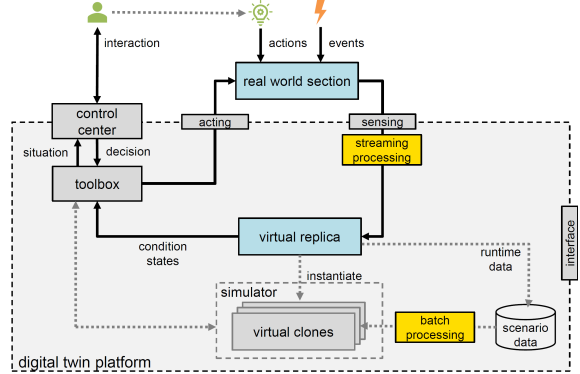 interaction
actions
events
real world section
control
center
acting
sensing
streaming
processing
situation
decision
toolbox
virtual replica
condition
states
interface
runtime
data
instantiate
simulator
virtual clones
batch
processing
scenario
data
digital twin platform